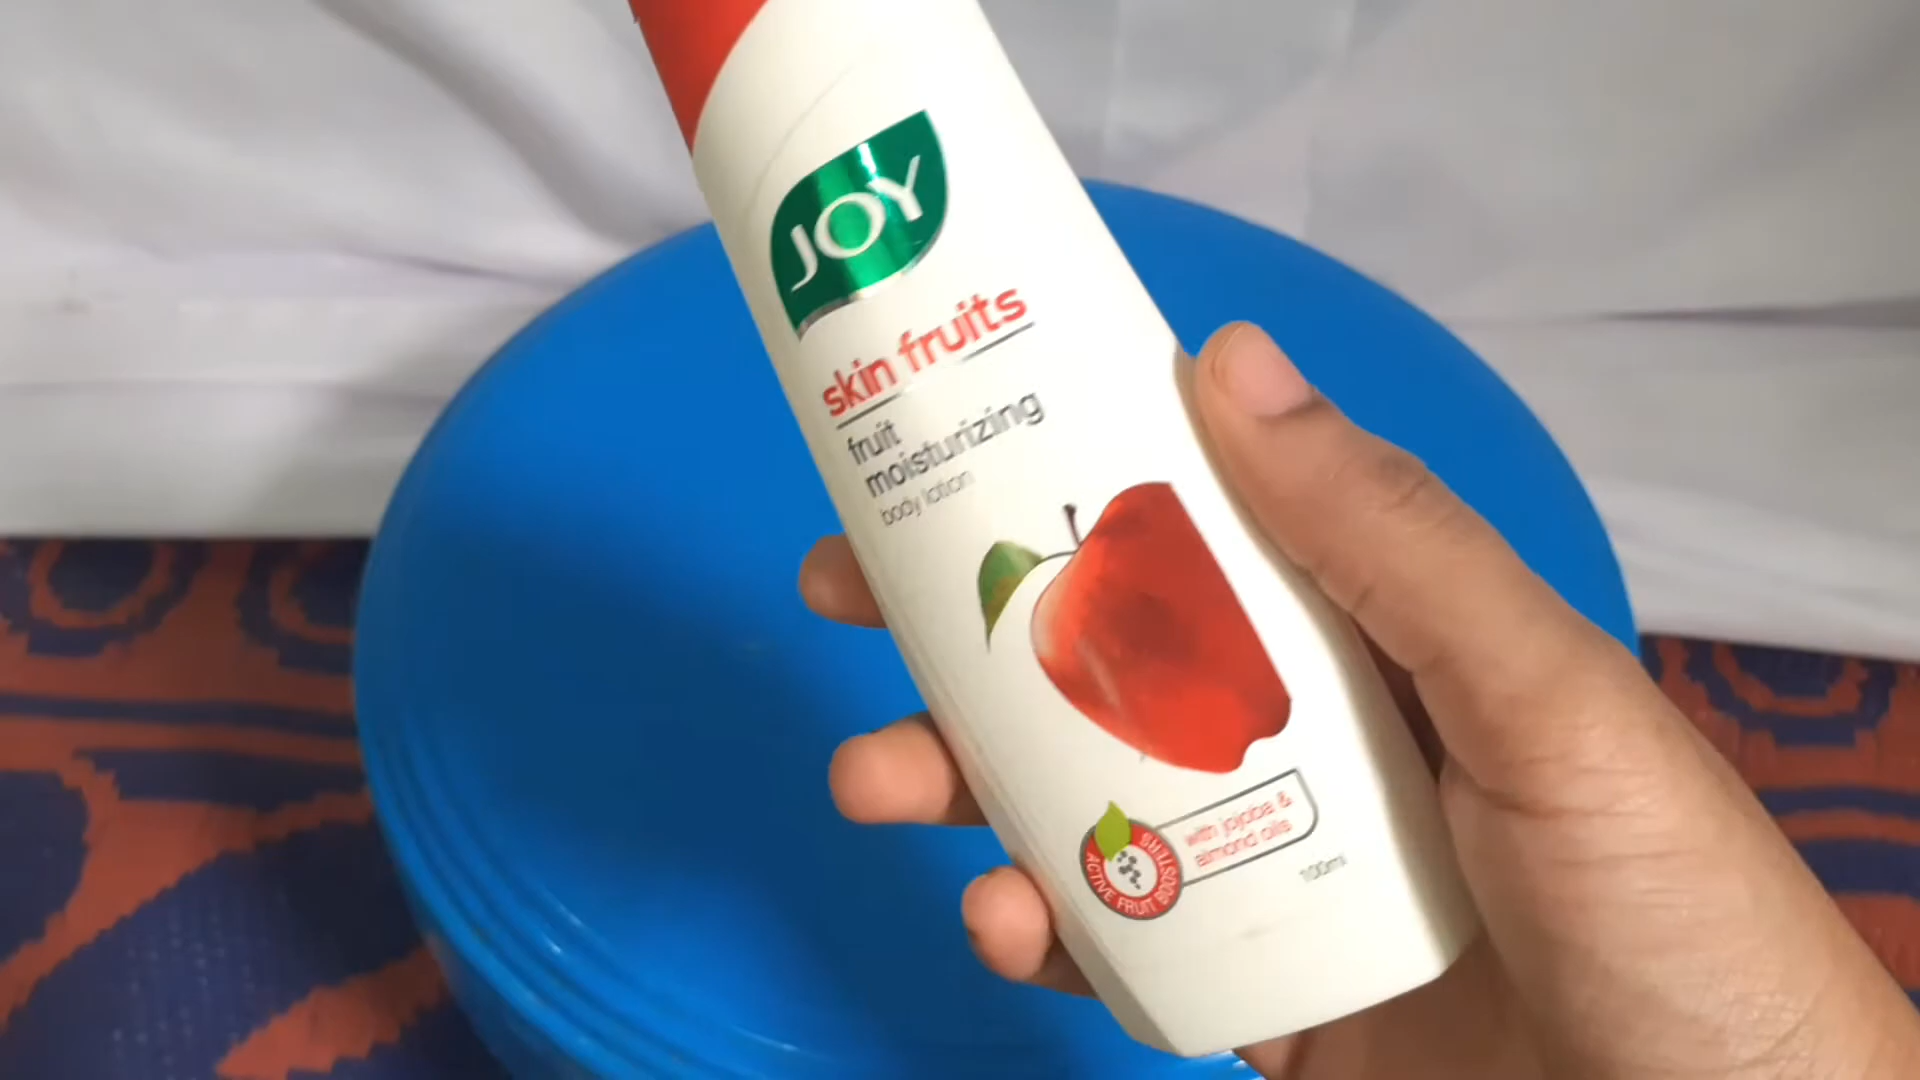 JOY
skin fruits
fruit
moisturizing
body lotion
with jojoba &
almond oils
ACTIVE FRUIT BOOSTERS
100ml